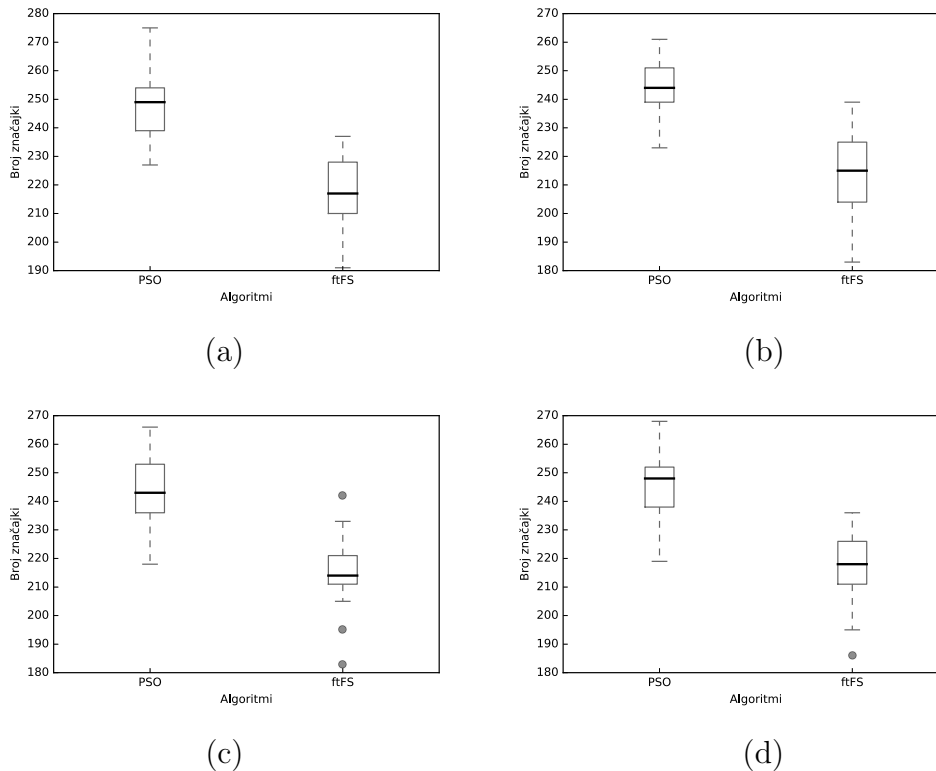 280
270
260
250
240
230
220
210
200
190
Broj značajki
PSO
ftFS
Algoritmi
(a)
270
260
250
240
230
220
210
200
190
180
Broj značajki
PSO
ftFS
Algoritmi
(b)
270
260
250
240
230
220
210
200
190
180
Broj značajki
PSO
ftFS
Algoritmi
(c)
270
260
250
240
230
220
210
200
190
180
Broj značajki
PSO
ftFS
Algoritmi
(d)